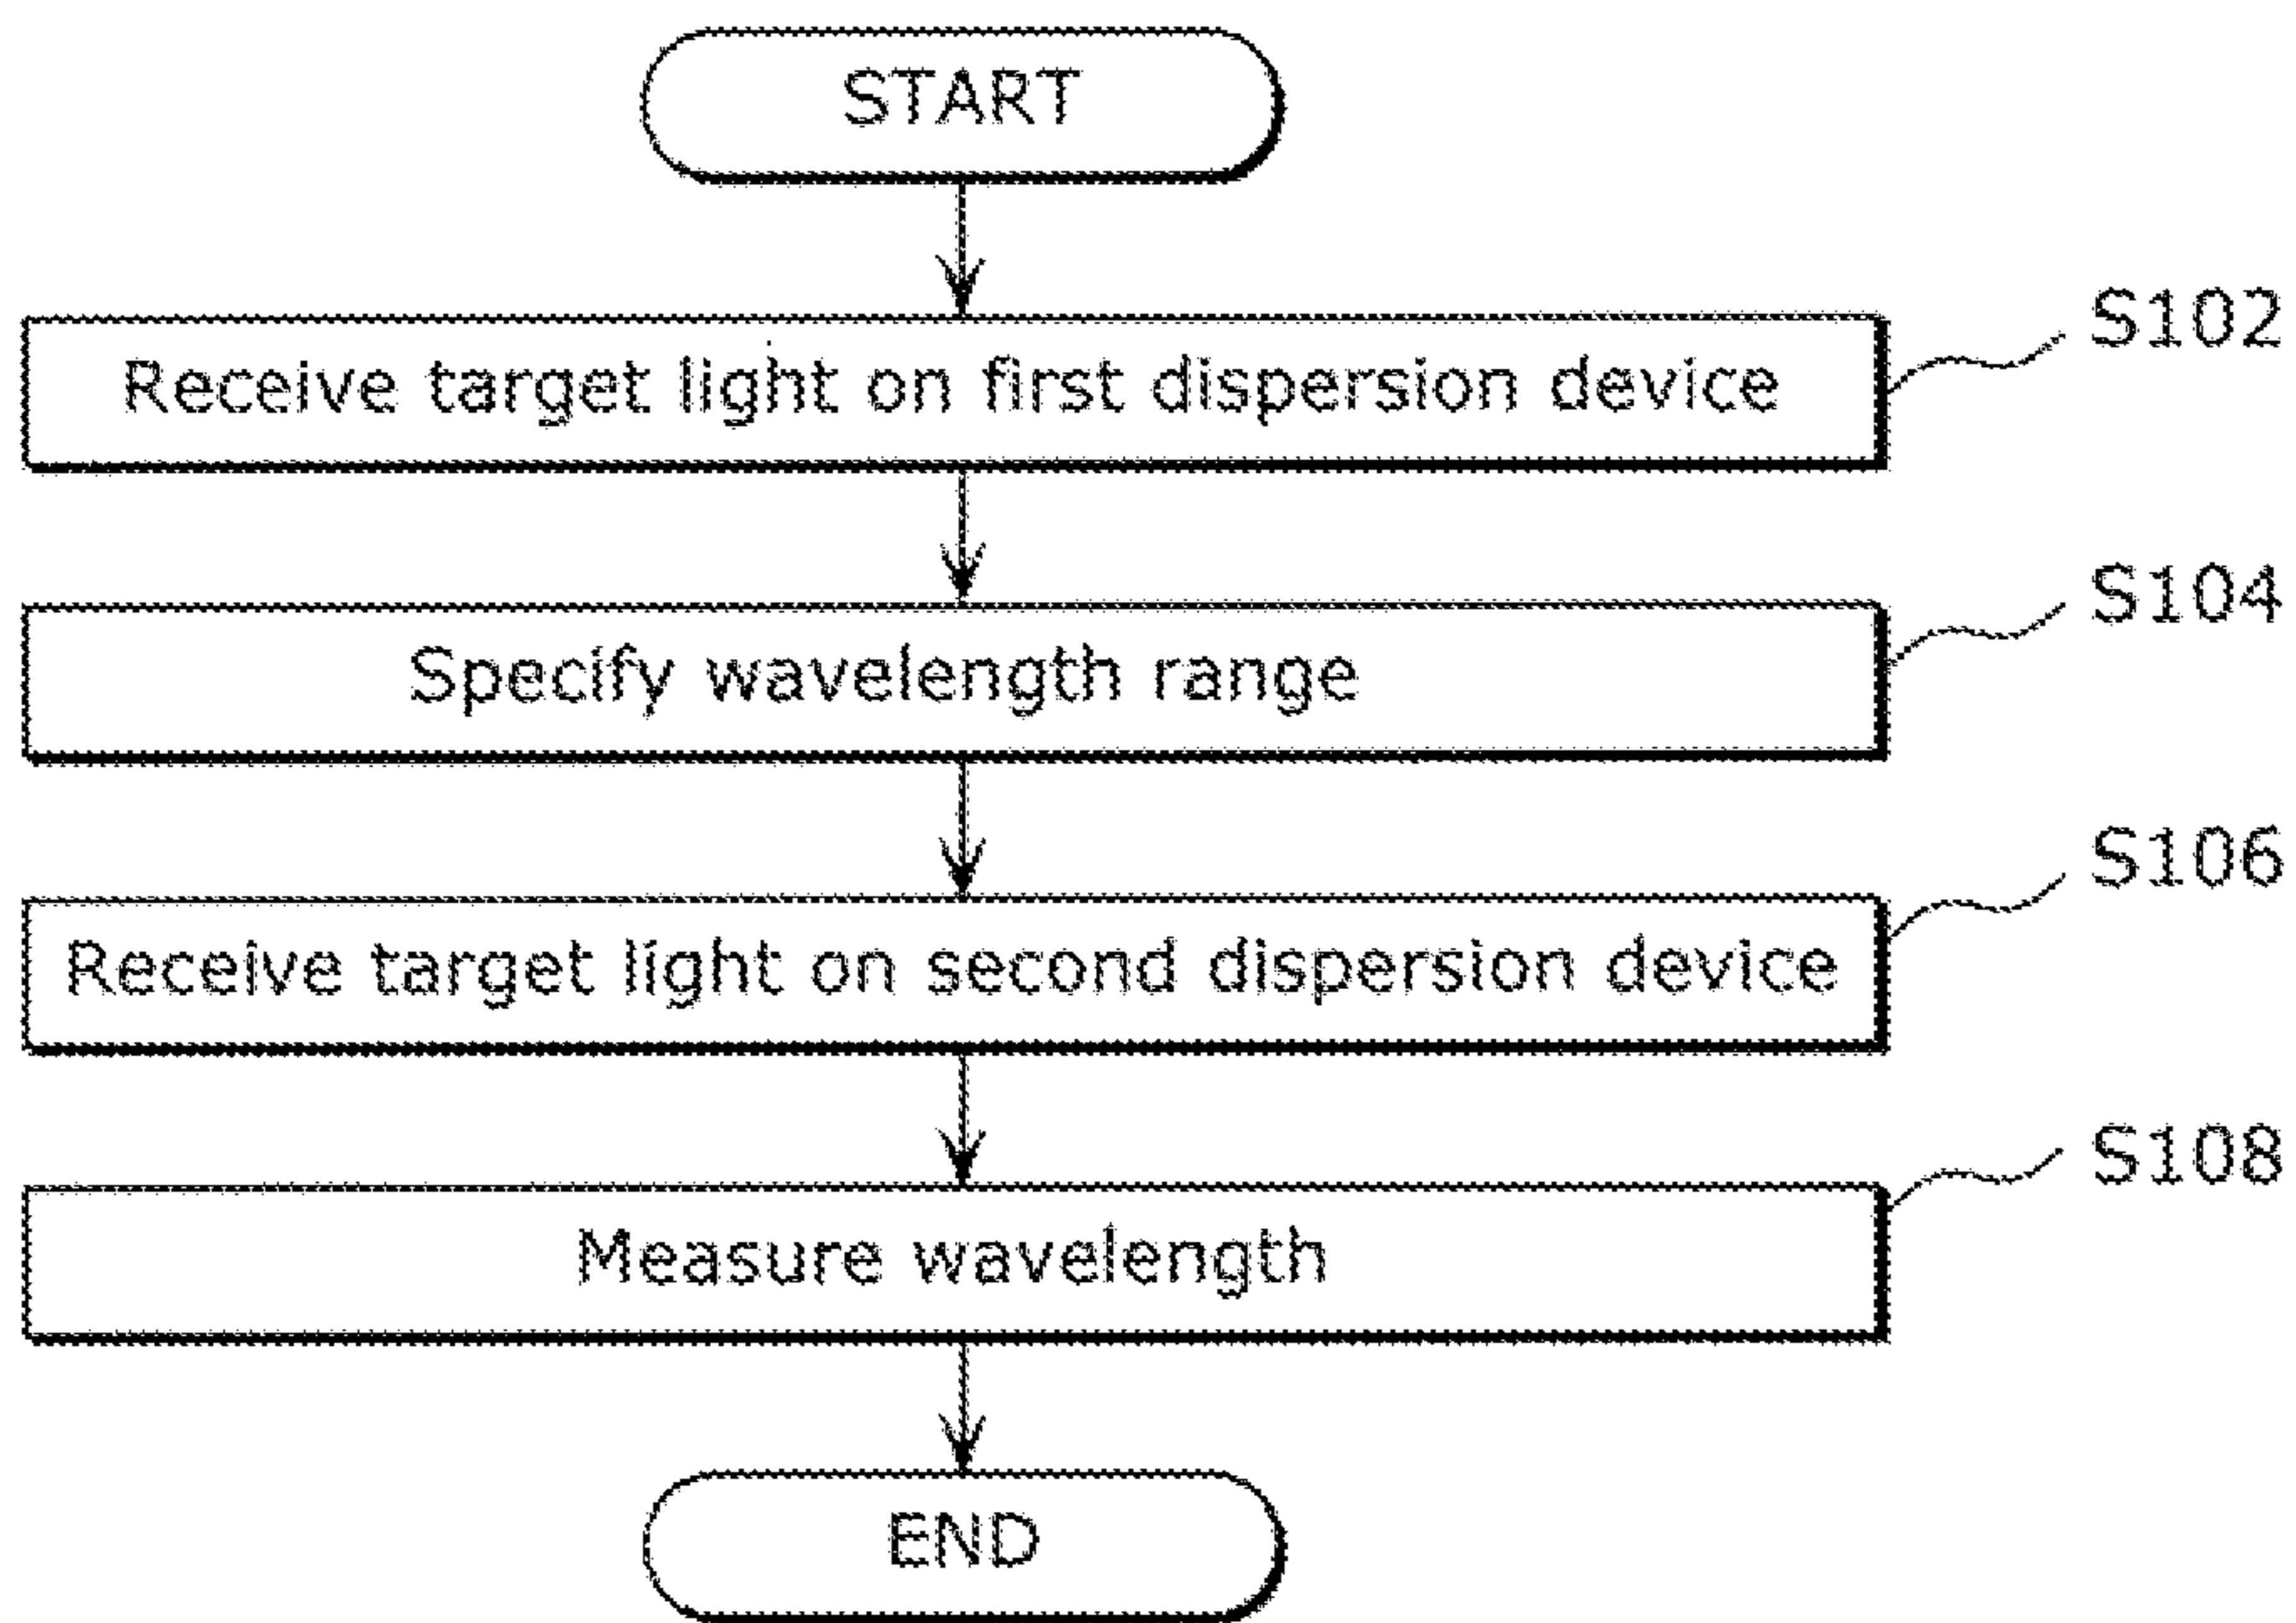 START
S102
Receive target light on first dispersion device
S104
Specify wavelength range
S106
Receive target light on second dispersion device
S108
Measure wavelength
END